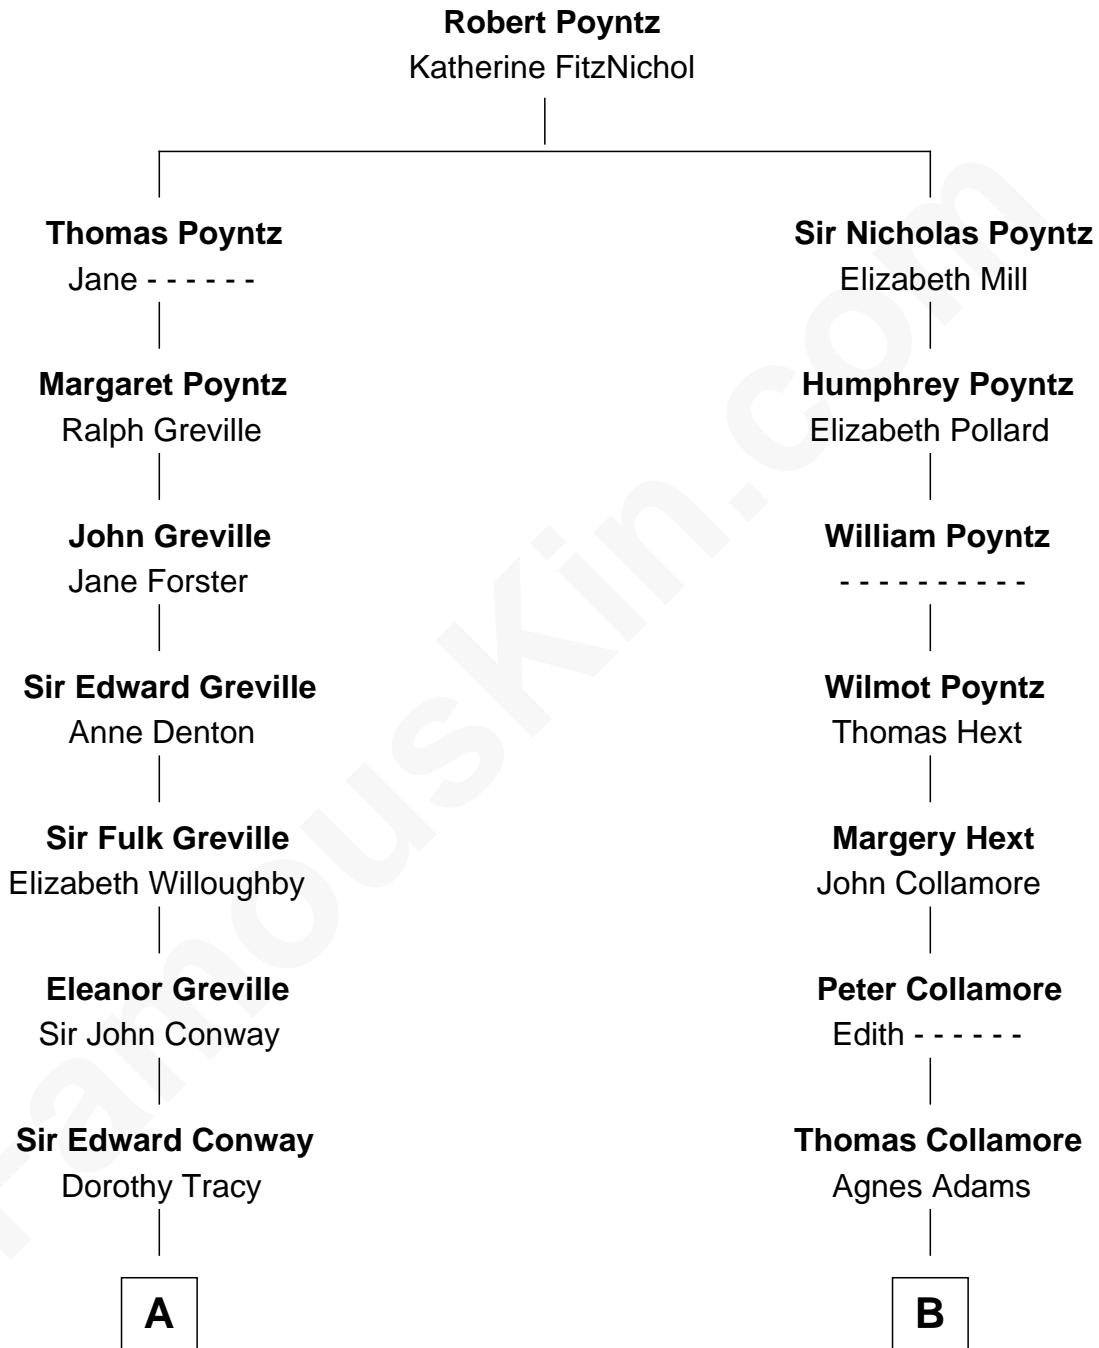 Robert Poyntz
Katherine FitzNichol
Thomas Poyntz
Jane - - - - - -
Sir Nicholas Poyntz
Elizabeth Mill
Margaret Poyntz
Ralph Greville
Humphrey Poyntz
Elizabeth Pollard
John Greville
Jane Forster
William Poyntz
- - - - - - - - - -
Sir Edward Greville
Anne Denton
Wilmot Poyntz
Thomas Hext
Sir Fulk Greville
Elizabeth Willoughby
Margery Hext
John Collamore
Eleanor Greville
Sir John Conway
Peter Collamore
Edith - - - - - -
Sir Edward Conway
Dorothy Tracy
Thomas Collamore
Agnes Adams
A
B
FamousKin.com